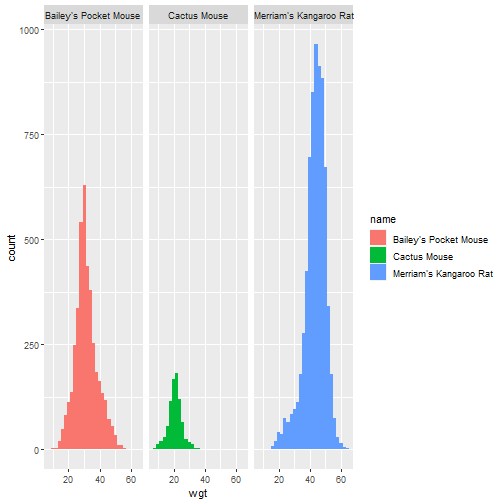 Bailey's Pocket Mouse
Cactus Mouse
Merriam's Kangaroo Rat
1000
750
500
250
0
count
20 40 60
20 40 60
20 40 60
wgt
name
Bailey's Pocket Mouse
Cactus Mouse
Merriam's Kangaroo Rat